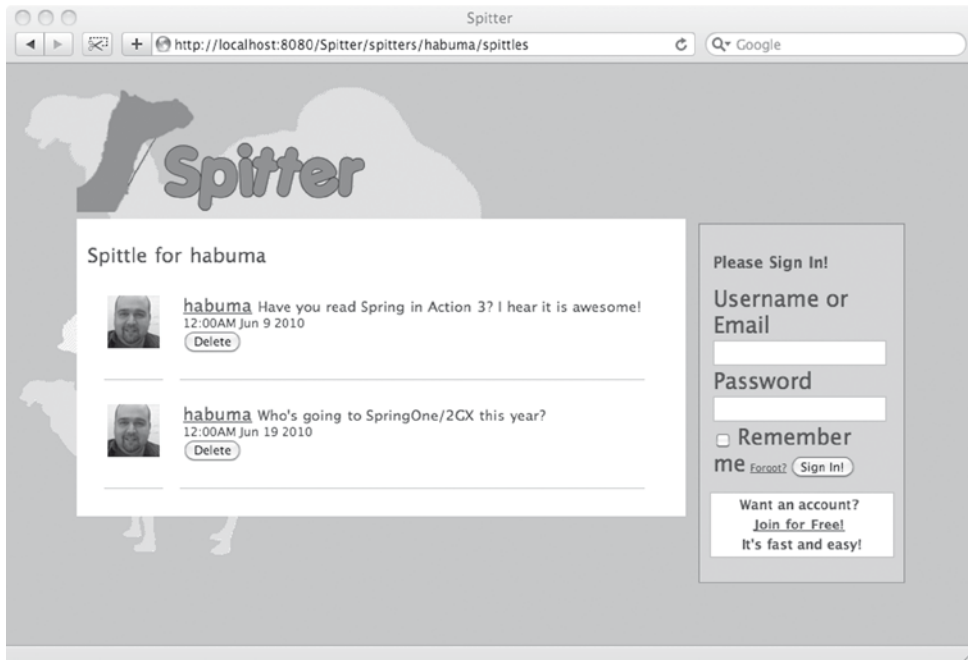 Spitter
http://localhost:8080/Spitter/spitters/habuma/spittles
Google
Spitter
Spittle for habuma
habuma Have you read Spring in Action 3? I hear it is awesome!
12:00AM Jun 9 2010
Delete
habuma Who's going to SpringOne/2GX this year?
12:00AM Jun 19 2010
Delete
Please Sign In!
Username or
Email
Password
Remember
me Forgot? Sign In!
Want an account?
Join for Free!
It's fast and easy!